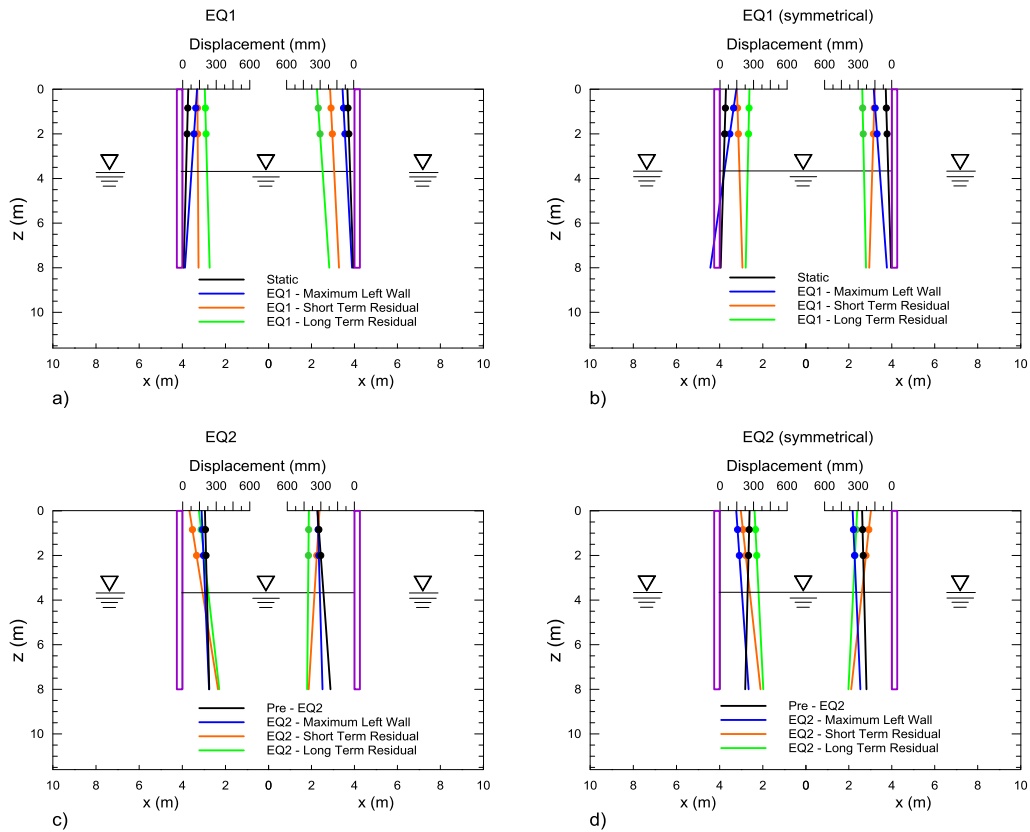 EQ1
Displacement (mm)
0 300 600 600 300 0
0
2
4
6
8
10
z (m)
Static
EQ1 - Maximum Left Wall
EQ1 - Short Term Residual
EQ1 - Long Term Residual
10 8 6 4 2 0 2 4 6 8 10
x (m) x (m)
a)
EQ1 (symmetrical)
Displacement (mm)
0 300 600 600 300 0
0
2
4
6
8
10
z (m)
Static
EQ1 - Maximum Left Wall
EQ1 - Short Term Residual
EQ1 - Long Term Residual
10 8 6 4 2 0 2 4 6 8 10
x (m) x (m)
b)
EQ2
Displacement (mm)
0 300 600 600 300 0
0
2
4
6
8
10
z (m)
Pre - EQ2
EQ2 - Maximum Left Wall
EQ2 - Short Term Residual
EQ2 - Long Term Residual
10 8 6 4 2 0 2 4 6 8 10
x (m) x (m)
c)
EQ2 (symmetrical)
Displacement (mm)
0 300 600 600 300 0
0
2
4
6
8
10
z (m)
Pre - EQ2
EQ2 - Maximum Left Wall
EQ2 - Short Term Residual
EQ2 - Long Term Residual
10 8 6 4 2 0 2 4 6 8 10
x (m) x (m)
d)